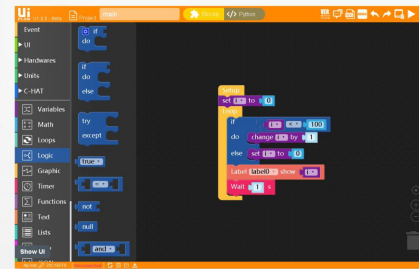 Ui
Project
main
Blocks
</> Python
Event
UI
Hardwares
Units
C-HAT
Variables
Math
Loops
Logic
Graphic
Timer
Functions
Text
Lists
Show UI
if
do
if
do
else
try
except
true
<
not
null
and
Setup
set i to 0
Loop
if i < 100
do change i by 1
else set i to 0
Label label0 show i
Wait 1 s